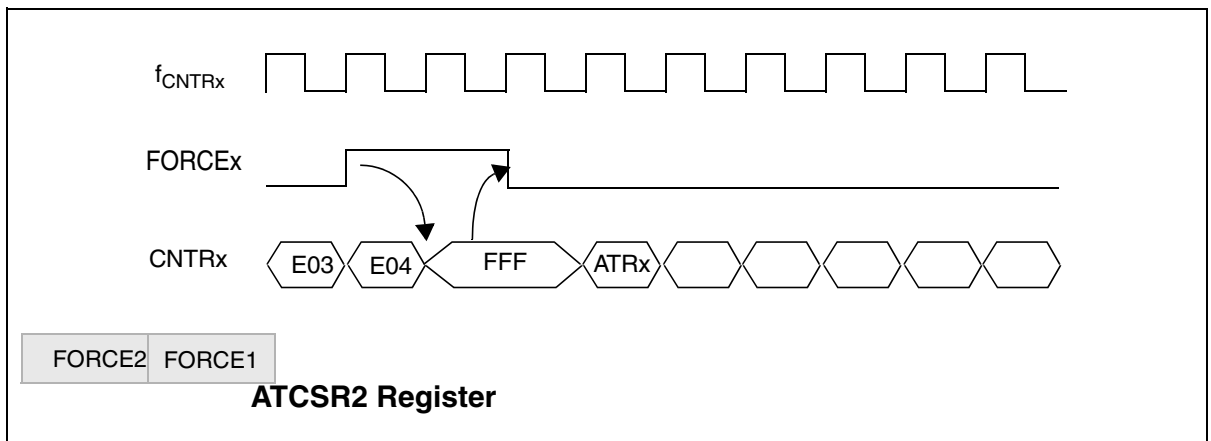 fCNTRx
FORCEx
CNTRx E03 E04 FFF ATRx
FORCE2 FORCE1
ATCSR2 Register